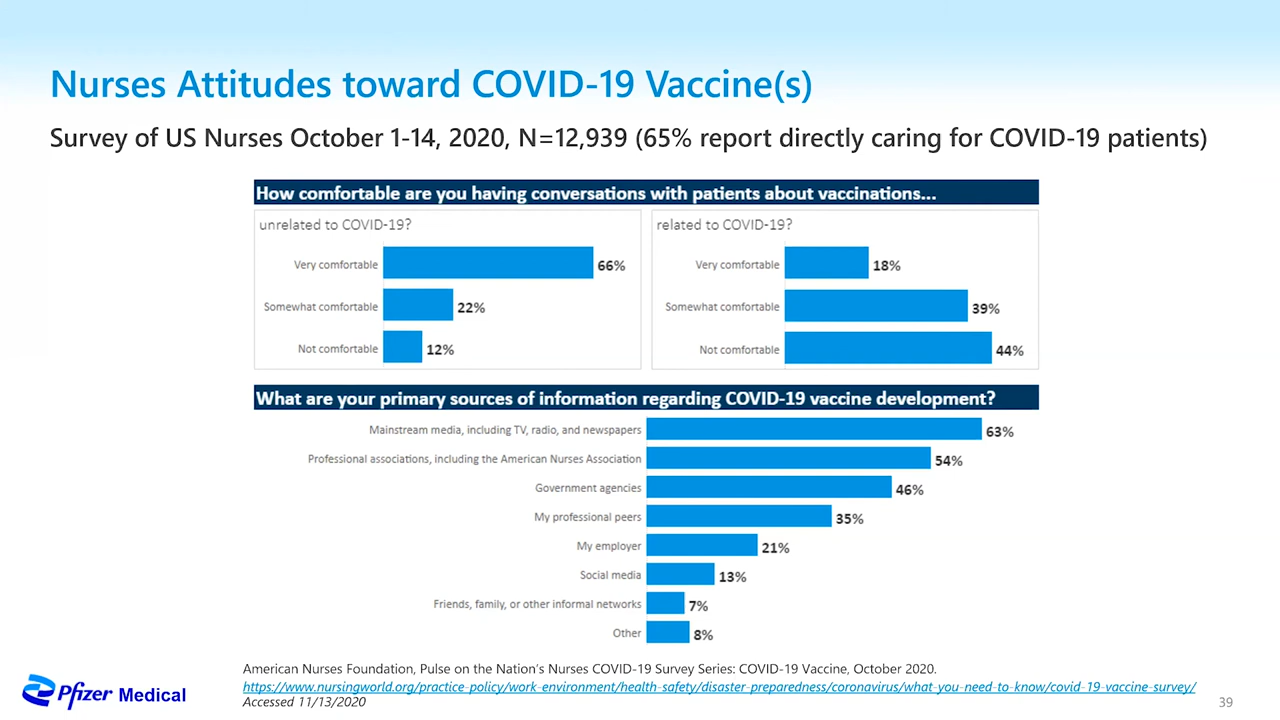 Nurses Attitudes toward COVID-19 Vaccine(s)
Survey of US Nurses October 1-14, 2020, N=12,939 (65% report directly caring for COVID-19 patients)
How comfortable are you having conversations with patients about vaccinations...
unrelated to COVID-19?
Very comfortable 66%
Somewhat comfortable 22%
Not comfortable 12%
related to COVID-19?
Very comfortable 18%
Somewhat comfortable 39%
Not comfortable 44%
What are your primary sources of information regarding COVID-19 vaccine development?
Mainstream media, including TV, radio, and newspapers 63%
Professional associations, including the American Nurses Association 54%
Government agencies 46%
My professional peers 35%
My employer 21%
Social media 13%
Friends, family, or other informal networks 7%
Other 8%
American Nurses Foundation, Pulse on the Nation's Nurses COVID-19 Survey Series: COVID-19 Vaccine, October 2020.
https://www.nursingworld.org/practice-policy/work-environment/health-safety/disaster-preparedness/coronavirus/what-you-need-to-know/covid-19-vaccine-survey/
Accessed 11/13/2020
Pfizer Medical
39